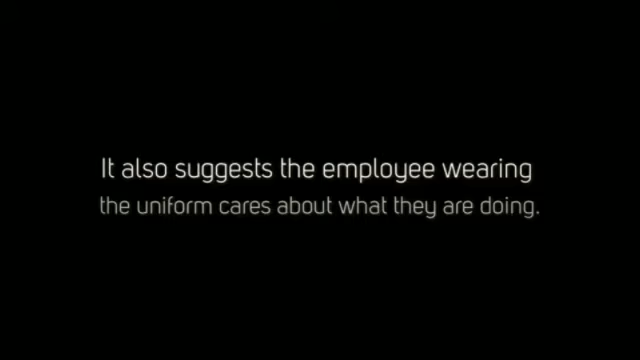 It also suggests the employee wearing
the uniform cares about what they are doing.